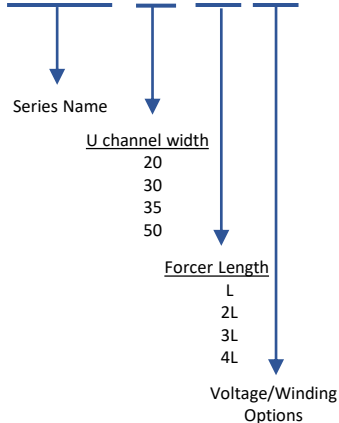 Series Name
U channel width
20
30
35
50
Forcer Length
L
2L
3L
4L
Voltage/Winding
Options